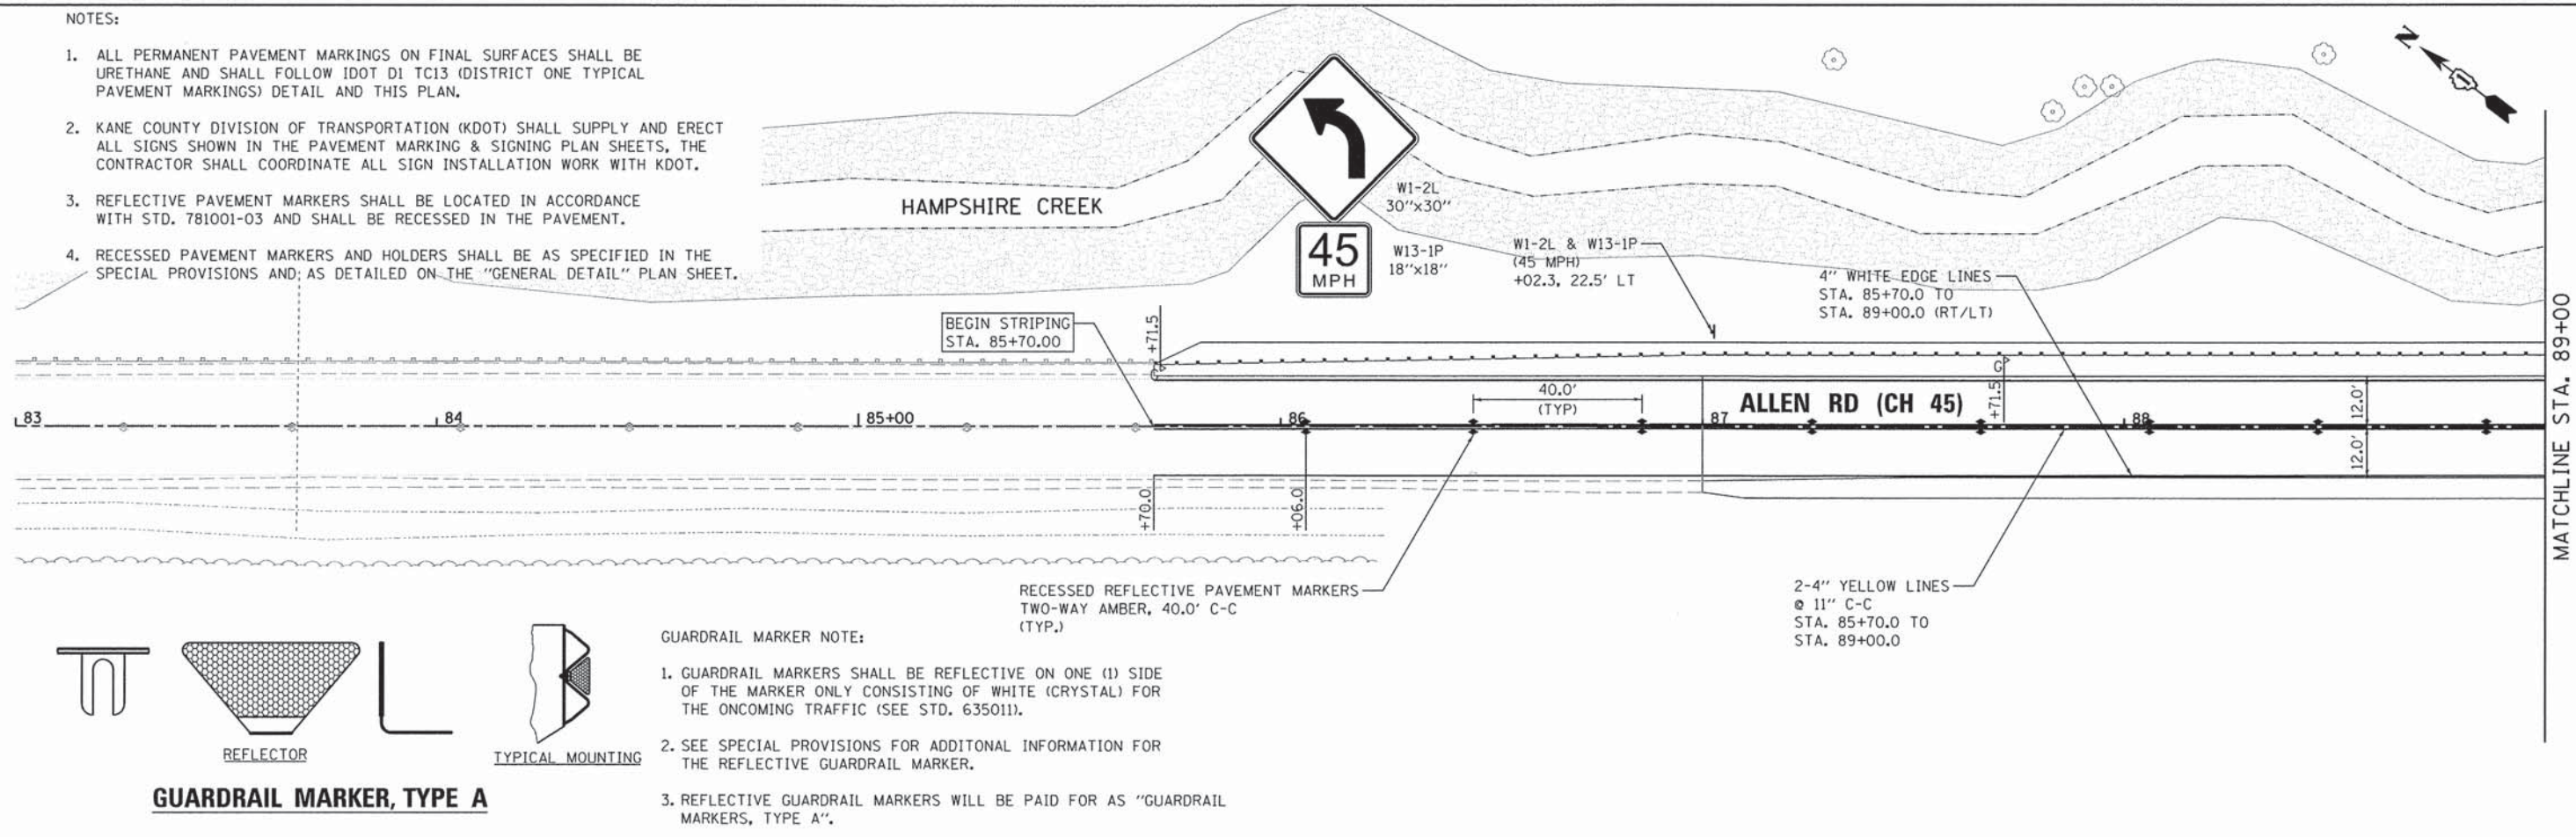 NOTES:
1. ALL PERMANENT PAVEMENT MARKINGS ON FINAL SURFACES SHALL BE
URETHANE AND SHALL FOLLOW IDOT D1 TC13 (DISTRICT ONE TYPICAL
PAVEMENT MARKINGS) DETAIL AND THIS PLAN.
2. KANE COUNTY DIVISION OF TRANSPORTATION (KDOT) SHALL SUPPLY AND ERECT
ALL SIGNS SHOWN IN THE PAVEMENT MARKING & SIGNING PLAN SHEETS, THE
CONTRACTOR SHALL COORDINATE ALL SIGN INSTALLATION WORK WITH KDOT.
3. REFLECTIVE PAVEMENT MARKERS SHALL BE LOCATED IN ACCORDANCE
WITH STD. 781001-03 AND SHALL BE RECESSED IN THE PAVEMENT.
4. RECESSED PAVEMENT MARKERS AND HOLDERS SHALL BE AS SPECIFIED IN THE
SPECIAL PROVISIONS AND AS DETAILED ON THE "GENERAL DETAIL" PLAN SHEET.
HAMPSHIRE CREEK
W1-2L
30"x30"
45
MPH
W13-1P
18"x18"
W1-2L & W13-1P
(45 MPH)
+02.3, 22.5' LT
4" WHITE EDGE LINES
STA. 85+70.0 TO
STA. 89+00.0 (RT/LT)
N
BEGIN STRIPING
STA. 85+70.00
+71.5
G
G
+71.5
40.0'
(TYP)
ALLEN RD (CH 45)
12.0'
12.0'
83
84
85+00
86
87
88
+70.0
+06.0
MATCHLINE STA. 89+00
RECESSED REFLECTIVE PAVEMENT MARKERS
TWO-WAY AMBER, 40.0' C-C
(TYP.)
2-4" YELLOW LINES
@ 11" C-C
STA. 85+70.0 TO
STA. 89+00.0
REFLECTOR
TYPICAL MOUNTING
GUARDRAIL MARKER, TYPE A
GUARDRAIL MARKER NOTE:
1. GUARDRAIL MARKERS SHALL BE REFLECTIVE ON ONE (1) SIDE
OF THE MARKER ONLY CONSISTING OF WHITE (CRYSTAL) FOR
THE ONCOMING TRAFFIC (SEE STD. 635011).
2. SEE SPECIAL PROVISIONS FOR ADDITONAL INFORMATION FOR
THE REFLECTIVE GUARDRAIL MARKER.
3. REFLECTIVE GUARDRAIL MARKERS WILL BE PAID FOR AS "GUARDRAIL
MARKERS, TYPE A".